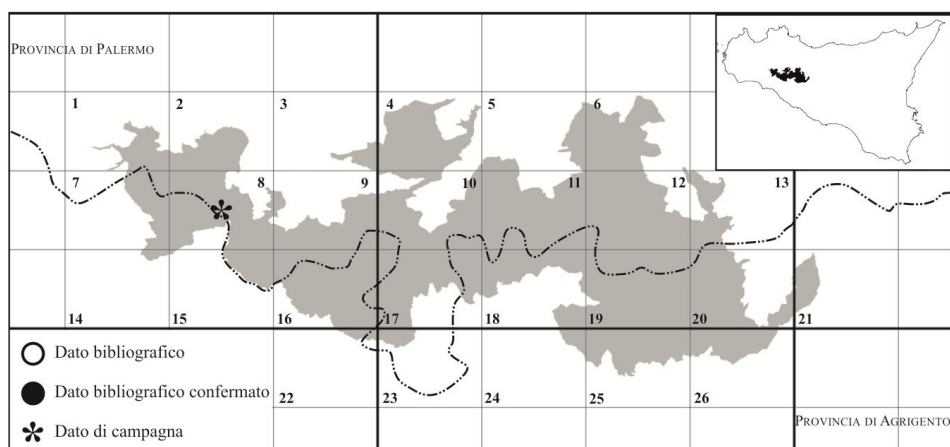 PROVINCIA DI PALERMO
1 2 3 4 5 6
7 8 9 10 11 12 13
14 15 16 17 18 19 20 21
Dato bibliografico
Dato bibliografico confermato
22 23 24 25 26
Dato di campagna
PROVINCIA DI AGRIGENTO